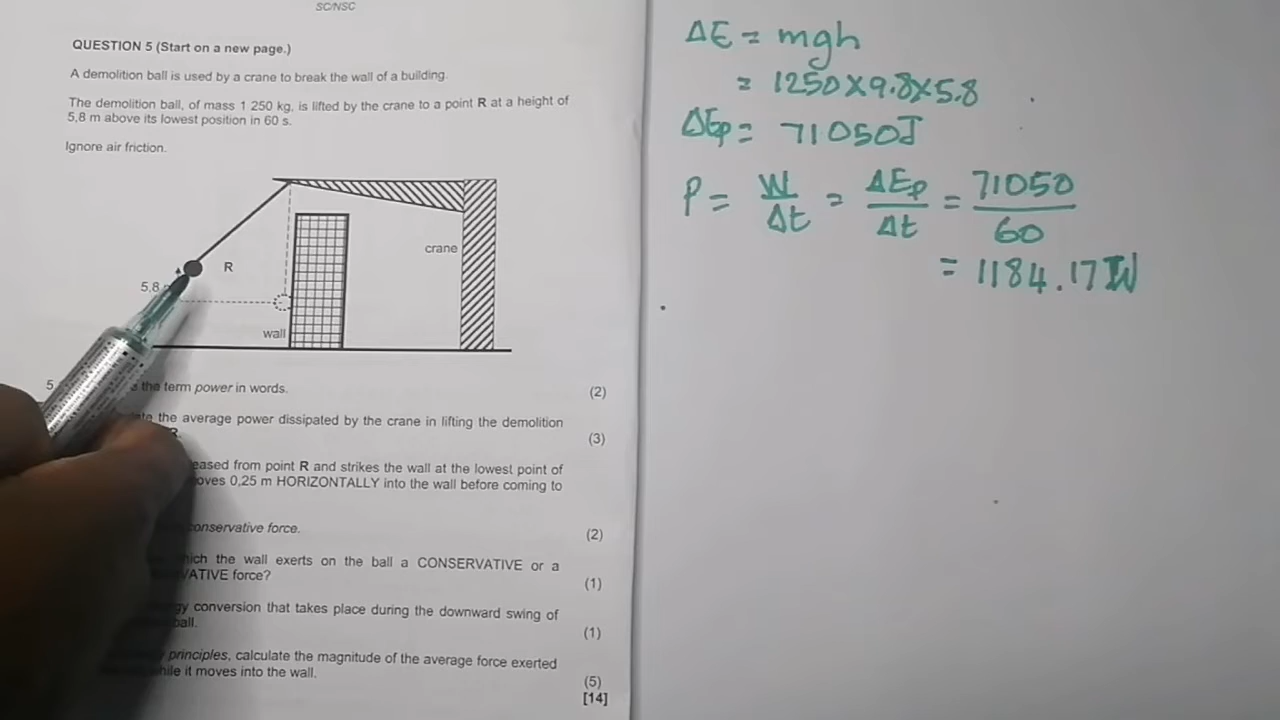 SC/NSC
QUESTION 5 (Start on a new page.)
A demolition ball is used by a crane to break the wall of a building.
The demolition ball, of mass 1 250 kg, is lifted by the crane to a point R at a height of
5,8 m above its lowest position in 60 s.
Ignore air friction.
R
crane
5,8
wall
5
the term power in words. (2)
the average power dissipated by the crane in lifting the demolition
R. (3)
from point R and strikes the wall at the lowest point of
0,25 m HORIZONTALLY into the wall before coming to
conservative force. (2)
which the wall exerts on the ball a CONSERVATIVE or a
force? (1)
conversion that takes place during the downward swing of
ball. (1)
principles, calculate the magnitude of the average force exerted
while it moves into the wall. (5)
[14]
ΔE = mgh
= 1250×9.8×5.8
ΔEp = 71050J
P = W/Δt = ΔEp/Δt = 71050/60
= 1184.17W